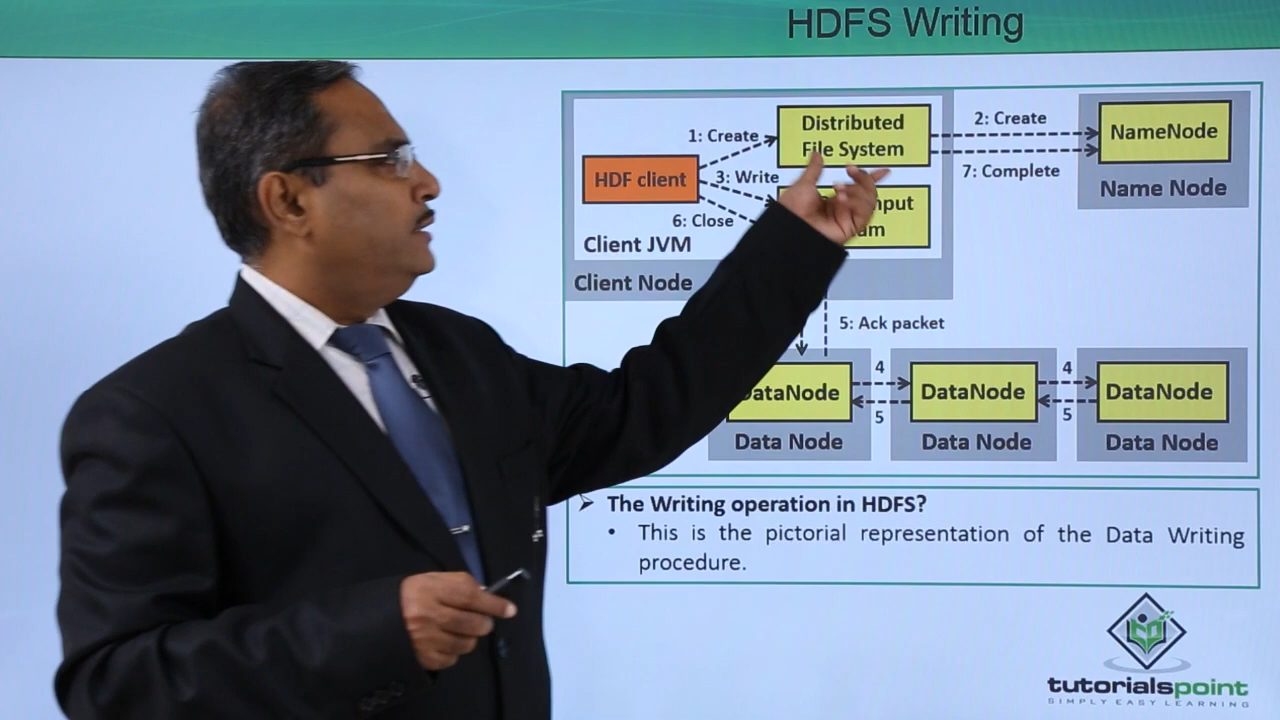 HDFS Writing
1: Create
Distributed
File System
2: Create
NameNode
HDF client
3: Write
7: Complete
Name Node
6: Close
Client JVM
Client Node
5: Ack packet
4
4
DataNode
DataNode
DataNode
5
5
Data Node
Data Node
Data Node
The Writing operation in HDFS?
• This is the pictorial representation of the Data Writing
procedure.
tutorialspoint
SIMPLY EASY LEARNING